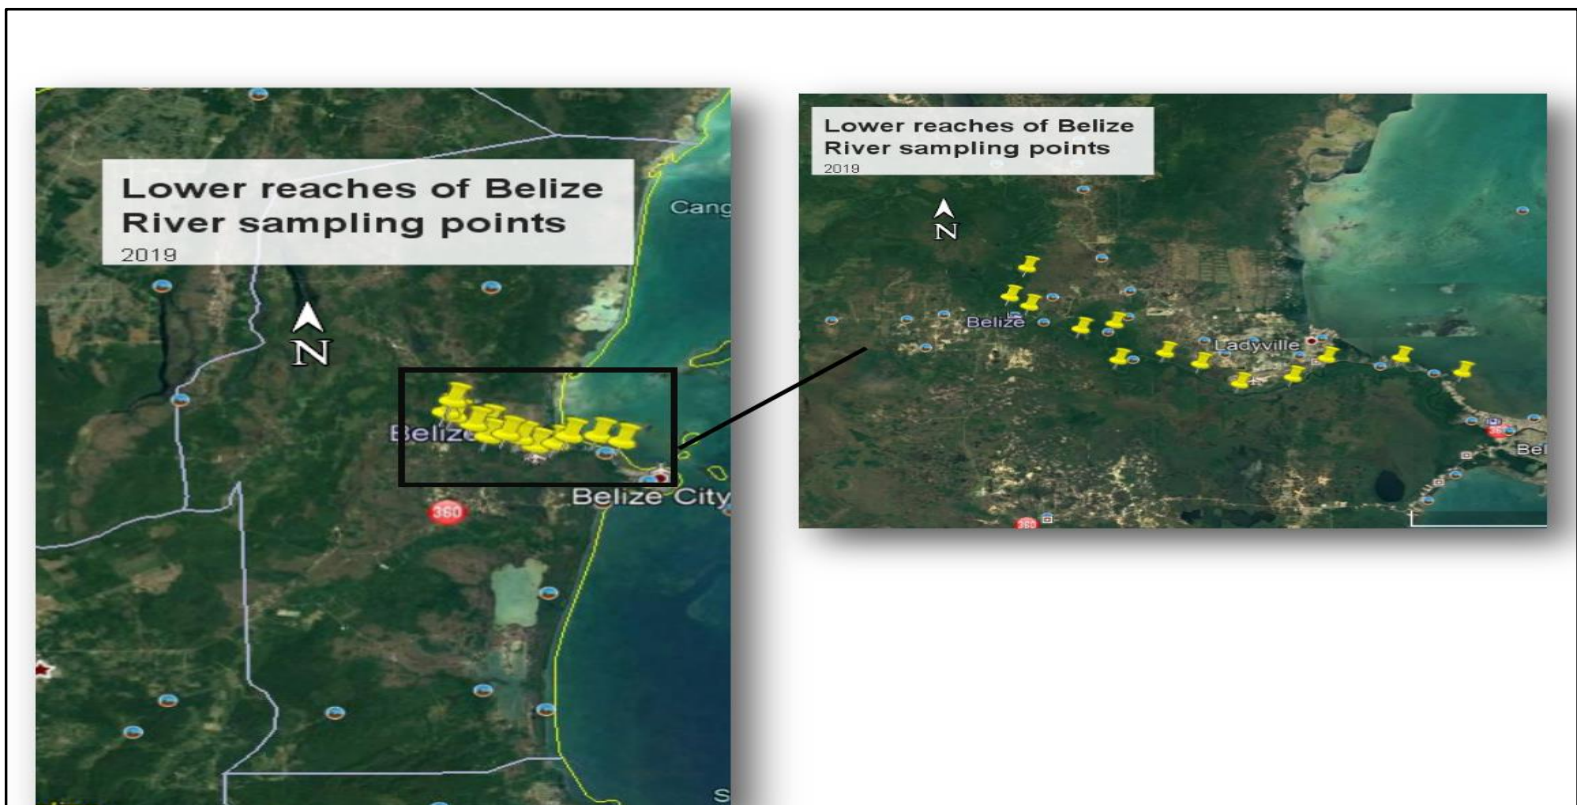 Lower reaches of Belize
River sampling points
2019
Cang
N
Belize
Belize City
360
S
Lower reaches of Belize
River sampling points
2019
N
Belize
Ladyville
Bel
360